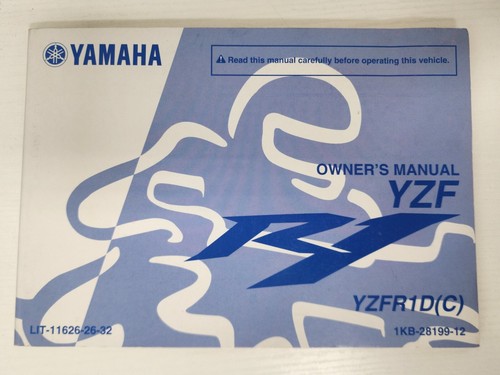 YAMAHA
⚠ Read this manual carefully before operating this vehicle.
OWNER'S MANUAL
YZF
R1
YZFR1D(C)
LIT-11626-26-32
1KB-28199-12